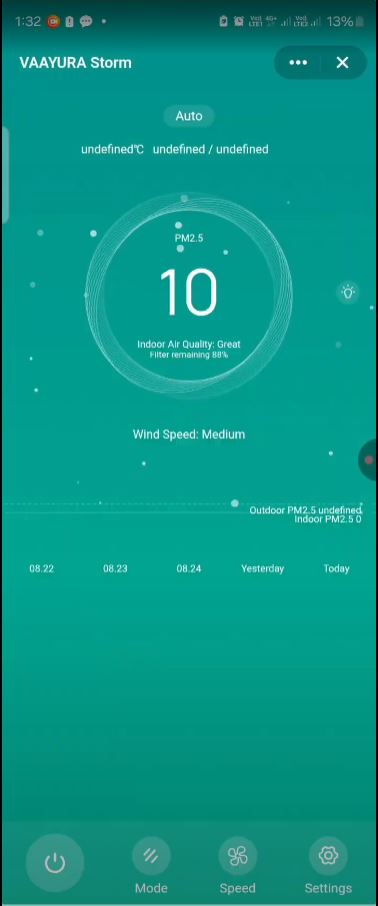 1:32 13%
VAAYURA Storm
Auto
undefined℃ undefined / undefined
PM2.5
10
Indoor Air Quality: Great
Filter remaining 88%
Wind Speed: Medium
Outdoor PM2.5 undefined
Indoor PM2.5 0
08.22 08.23 08.24 Yesterday Today
Mode Speed Settings